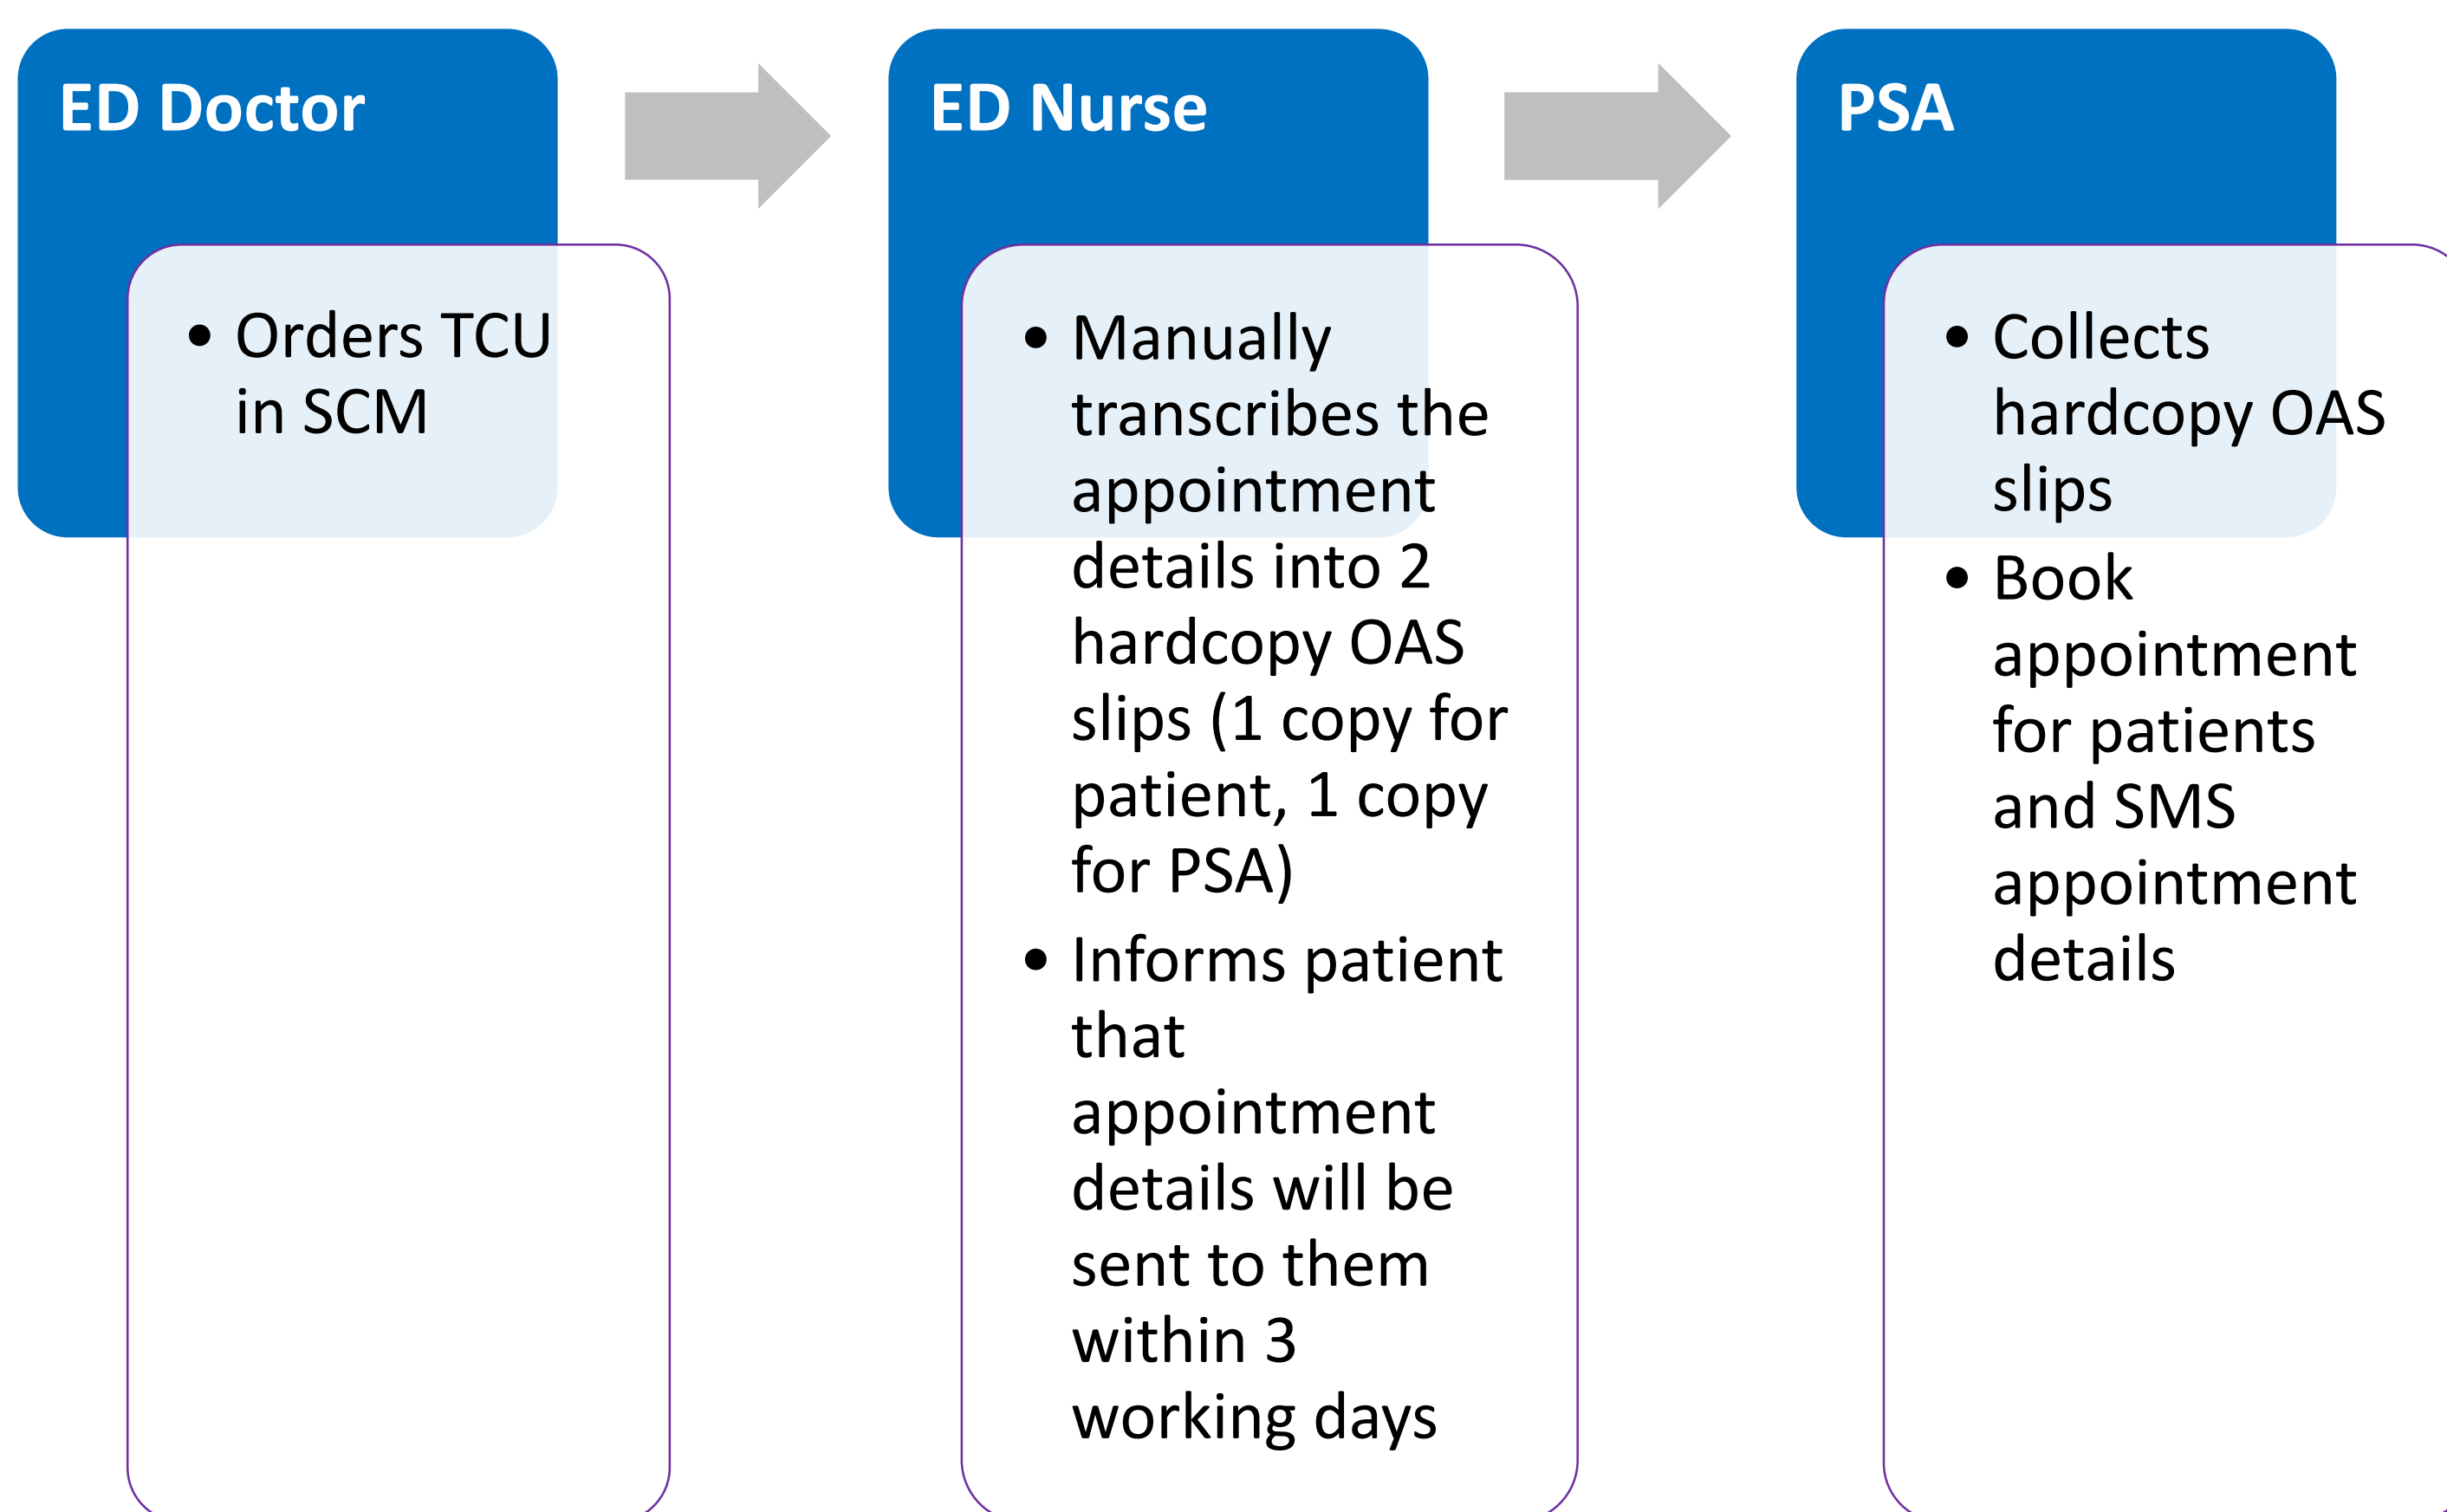 ED Doctor
• Orders TCU
in SCM
ED Nurse
• Manually
transcribes the
appointment
details into 2
hardcopy OAS
slips (1 copy for
patient, 1 copy
for PSA)
• Informs patient
that
appointment
details will be
sent to them
within 3
working days
PSA
• Collects
hardcopy OAS
slips
• Book
appointment
for patients
and SMS
appointment
details